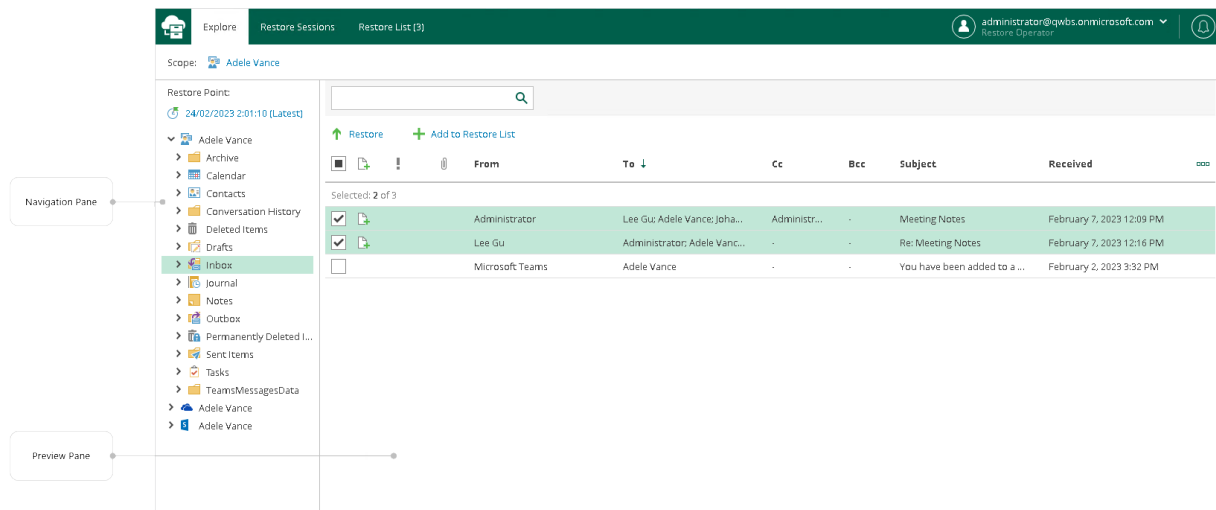 Explore Restore Sessions Restore List (3) administrator@qwbs.onmicrosoft.com
Restore Operator
Scope: Adele Vance
Restore Point:
24/02/2023 2:01:10 (Latest)
Adele Vance
Archive
Calendar
Contacts
Conversation History
Deleted Items
Drafts
Inbox
Journal
Notes
Outbox
Permanently Deleted I...
Sent Items
Tasks
TeamsMessagesData
Adele Vance
Adele Vance
Restore Add to Restore List
From To ↓ Cc Bcc Subject Received
Selected: 2 of 3
Administrator Lee Gu; Adele Vance; Joha... Administr... - Meeting Notes February 7, 2023 12:09 PM
Lee Gu Administrator; Adele Vanc... - - Re: Meeting Notes February 7, 2023 12:16 PM
Microsoft Teams Adele Vance - - You have been added to a ... February 2, 2023 3:32 PM
Navigation Pane
Preview Pane